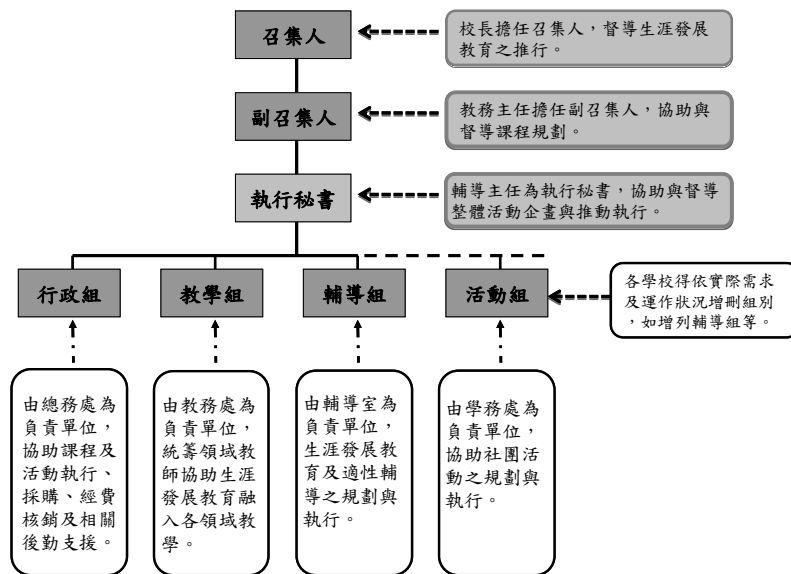 召集人
校長擔任召集人，督導生涯發展
教育之推行。
副召集人
教務主任擔任副召集人，協助與
督導課程規劃。
執行秘書
輔導主任為執行秘書，協助與督導
整體活動企畫與推動執行。
行政組
教學組
輔導組
活動組
各學校得依實際需求
及運作狀況增刪組別
，如增列輔導組等。
由總務處為
負責單位，
協助課程及
活動執行、
採購、經費
核銷及相關
後勤支援。
由教務處為
負責單位，
統籌領域教
師協助生涯
發展教育融
入各領域教
學。
由輔導室為
負責單位，
生涯發展教
育及適性輔
導之規劃與
執行。
由學務處為
負責單位，
協助社團活
動之規劃與
執行。